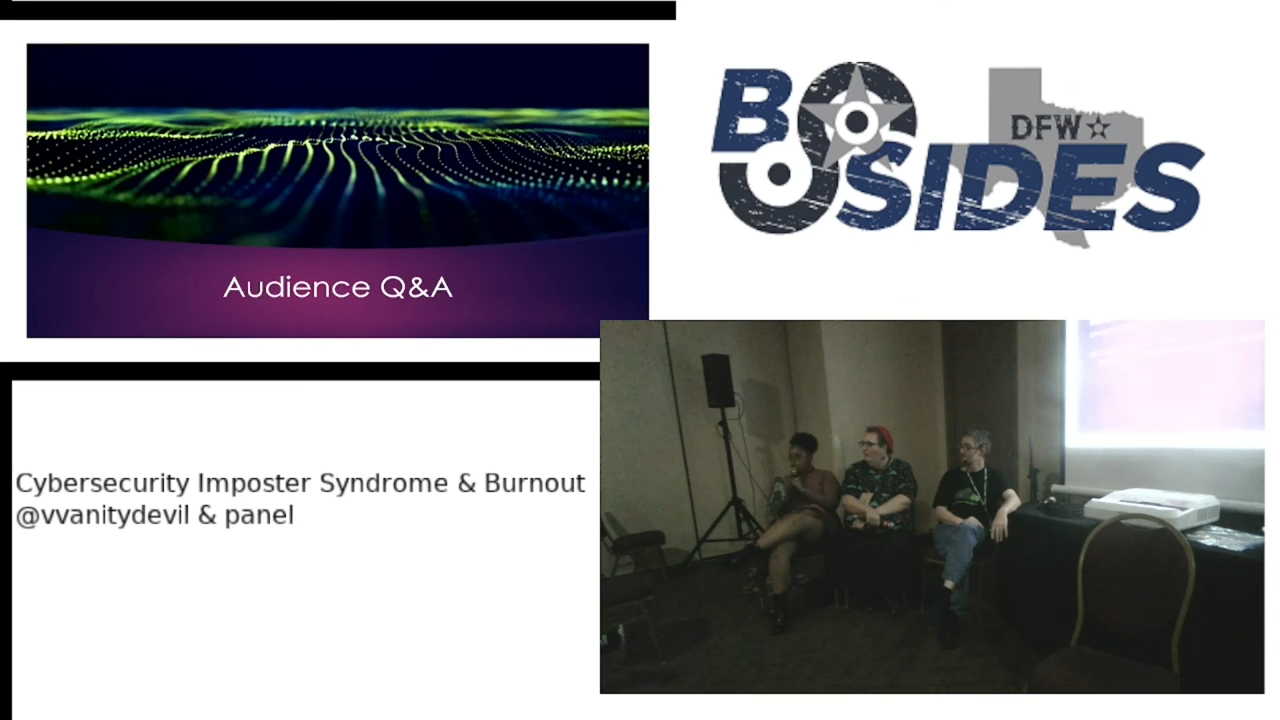 Audience Q&A
BSIDES
DFW
Cybersecurity Imposter Syndrome & Burnout
@vvanitydevil & panel